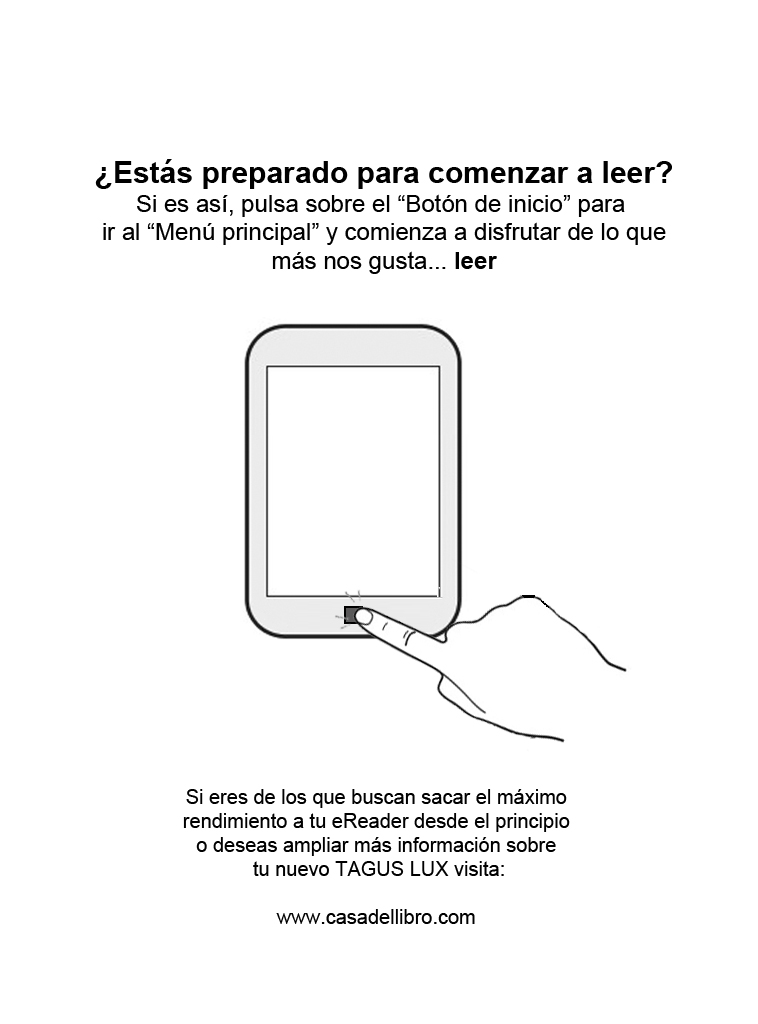 ¿Estás preparado para comenzar a leer?
Si es así, pulsa sobre el “Botón de inicio” para
ir al “Menú principal” y comienza a disfrutar de lo que
más nos gusta... leer
Si eres de los que buscan sacar el máximo
rendimiento a tu eReader desde el principio
o deseas ampliar más información sobre
tu nuevo TAGUS LUX visita:
www.casadellibro.com